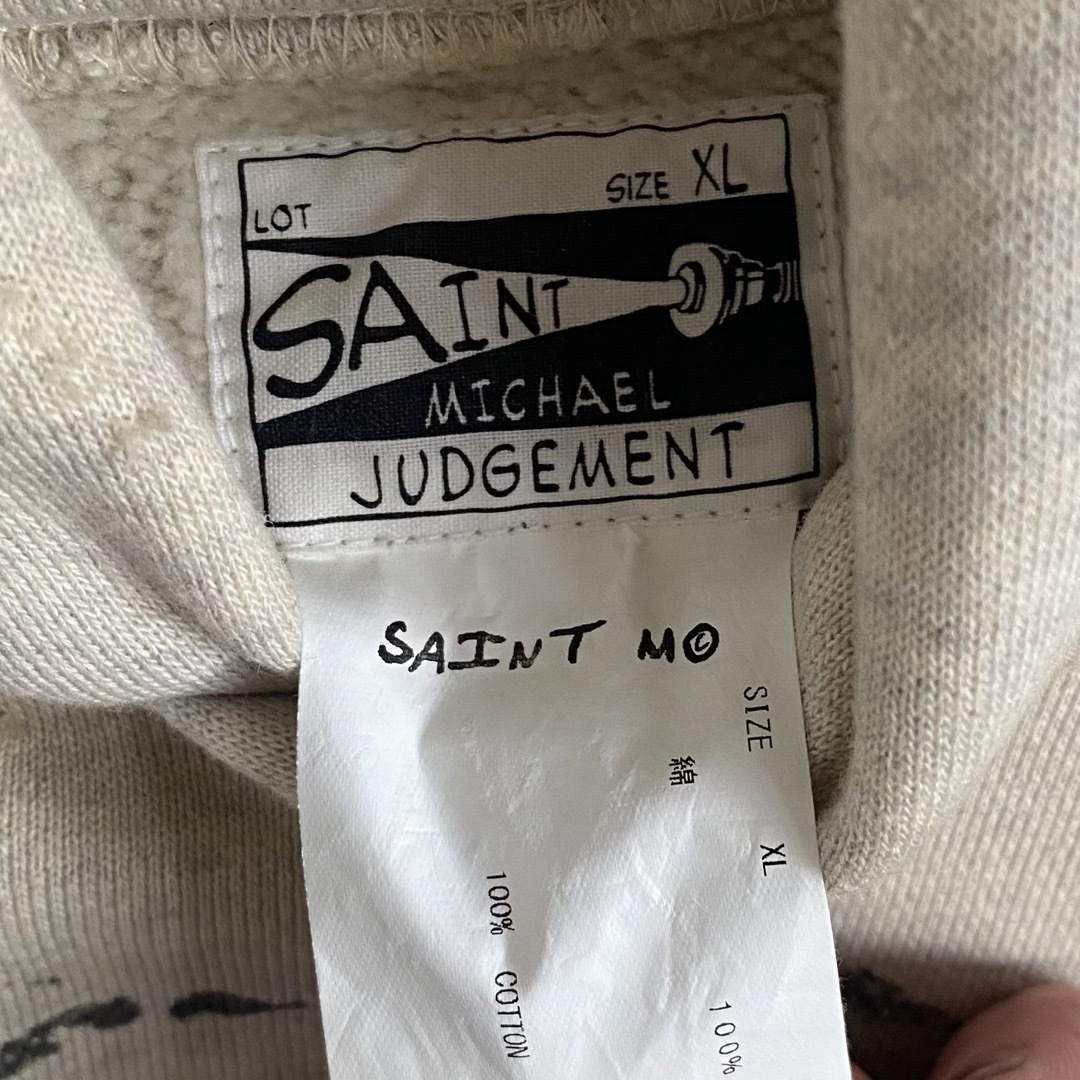 LOT SIZE XL
SAINT
MICHAEL
JUDGEMENT
SAINT M©
SIZE XL
綿 100%
100% COTTON